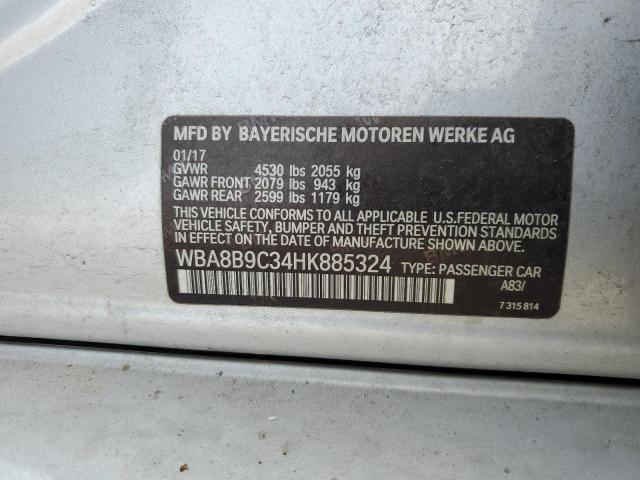 MFD BY BAYERISCHE MOTOREN WERKE AG
01/17
GVWR 4530 lbs 2055 kg
GAWR FRONT 2079 lbs 943 kg
GAWR REAR 2599 lbs 1179 kg
THIS VEHICLE CONFORMS TO ALL APPLICABLE U.S.FEDERAL MOTOR
VEHICLE SAFETY, BUMPER AND THEFT PREVENTION STANDARDS
IN EFFECT ON THE DATE OF MANUFACTURE SHOWN ABOVE.
WBA8B9C34HK885324 TYPE: PASSENGER CAR
A83/
7 315 814